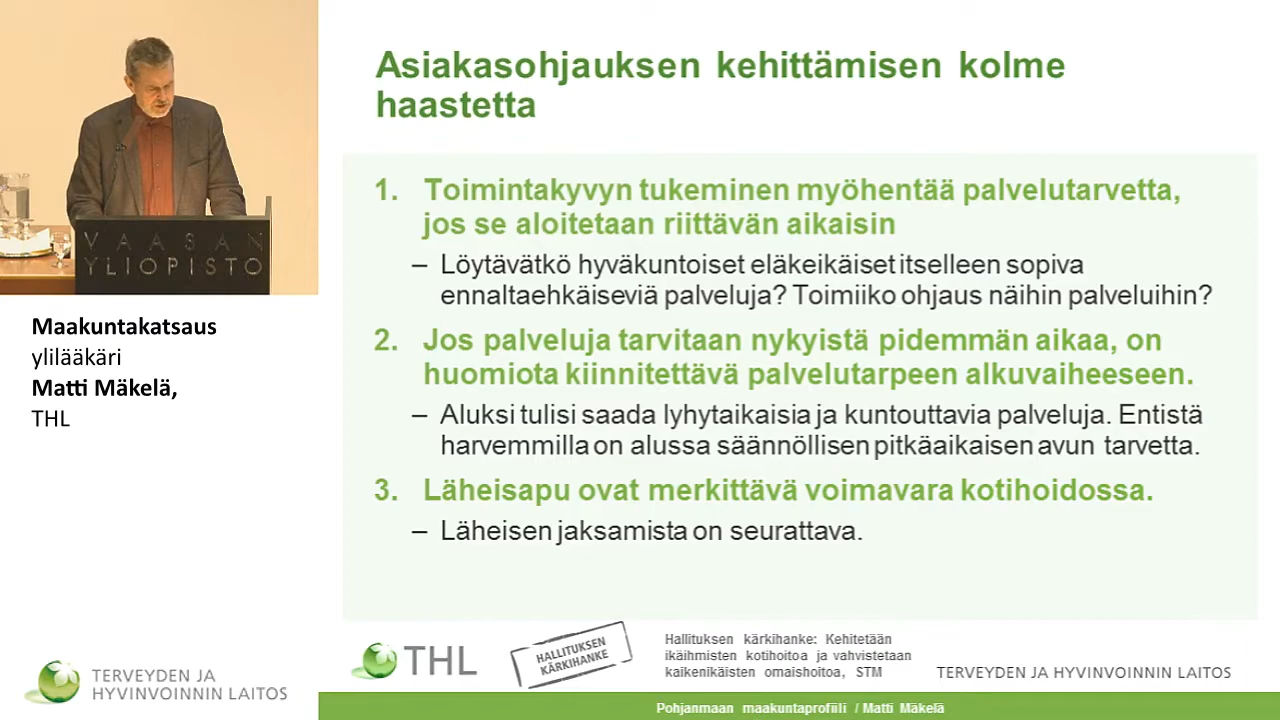 Asiakasohjauksen kehittämisen kolme
haastetta
1. Toimintakyvyn tukeminen myöhentää palvelutarvetta,
jos se aloitetaan riittävän aikaisin
– Löytävätkö hyväkuntoiset eläkeikäiset itselleen sopiva
ennaltaehkäiseviä palveluja? Toimiiko ohjaus näihin palveluihin?
2. Jos palveluja tarvitaan nykyistä pidemmän aikaa, on
huomiota kiinnitettävä palvelutarpeen alkuvaiheeseen.
– Aluksi tulisi saada lyhytaikaisia ja kuntouttavia palveluja. Entistä
harvemmilla on alussa säännöllisen pitkäaikaisen avun tarvetta.
3. Läheisapu ovat merkittävä voimavara kotihoidossa.
– Läheisen jaksamista on seurattava.
VAASAN
YLIOPISTO
Maakuntakatsaus
ylilääkäri
Matti Mäkelä,
THL
TERVEYDEN JA
HYVINVOINNIN LAITOS
THL
HALLITUKSEN
KÄRKIHANKE
Hallituksen kärkihanke: Kehitetään
ikäihmisten kotihoitoa ja vahvistetaan
kaikenikäisten omaishoitoa, STM
TERVEYDEN JA HYVINVOINNIN LAITOS
Pohjanmaan maakuntaprofiili / Matti Mäkelä